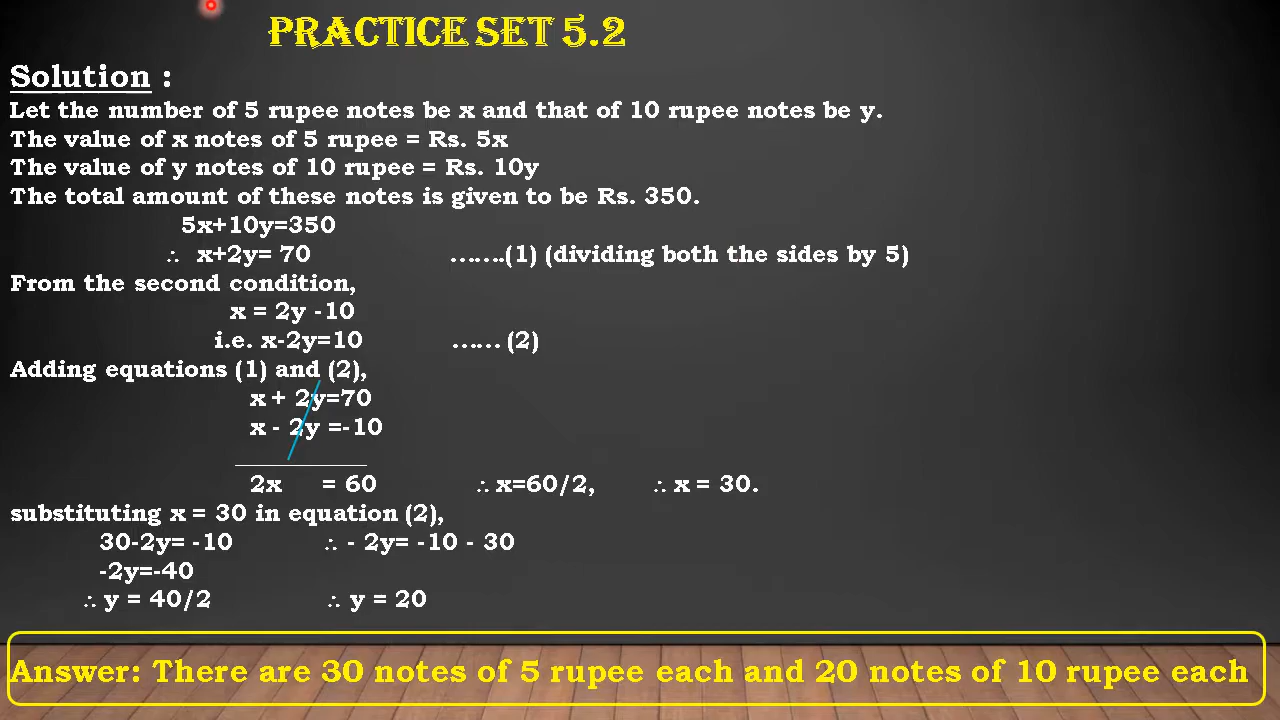 PRACTICE SET 5.2
Solution :
Let the number of 5 rupee notes be x and that of 10 rupee notes be y.
The value of x notes of 5 rupee = Rs. 5x
The value of y notes of 10 rupee = Rs. 10y
The total amount of these notes is given to be Rs. 350.
5x+10y=350
∴ x+2y= 70 …….(1) (dividing both the sides by 5)
From the second condition,
x = 2y -10
i.e. x-2y=10 …… (2)
Adding equations (1) and (2),
x + 2y=70
x - 2y =-10
2x = 60 ∴ x=60/2, ∴ x = 30.
substituting x = 30 in equation (2),
30-2y= -10 ∴ - 2y= -10 - 30
-2y=-40
∴ y = 40/2 ∴ y = 20
Answer: There are 30 notes of 5 rupee each and 20 notes of 10 rupee each